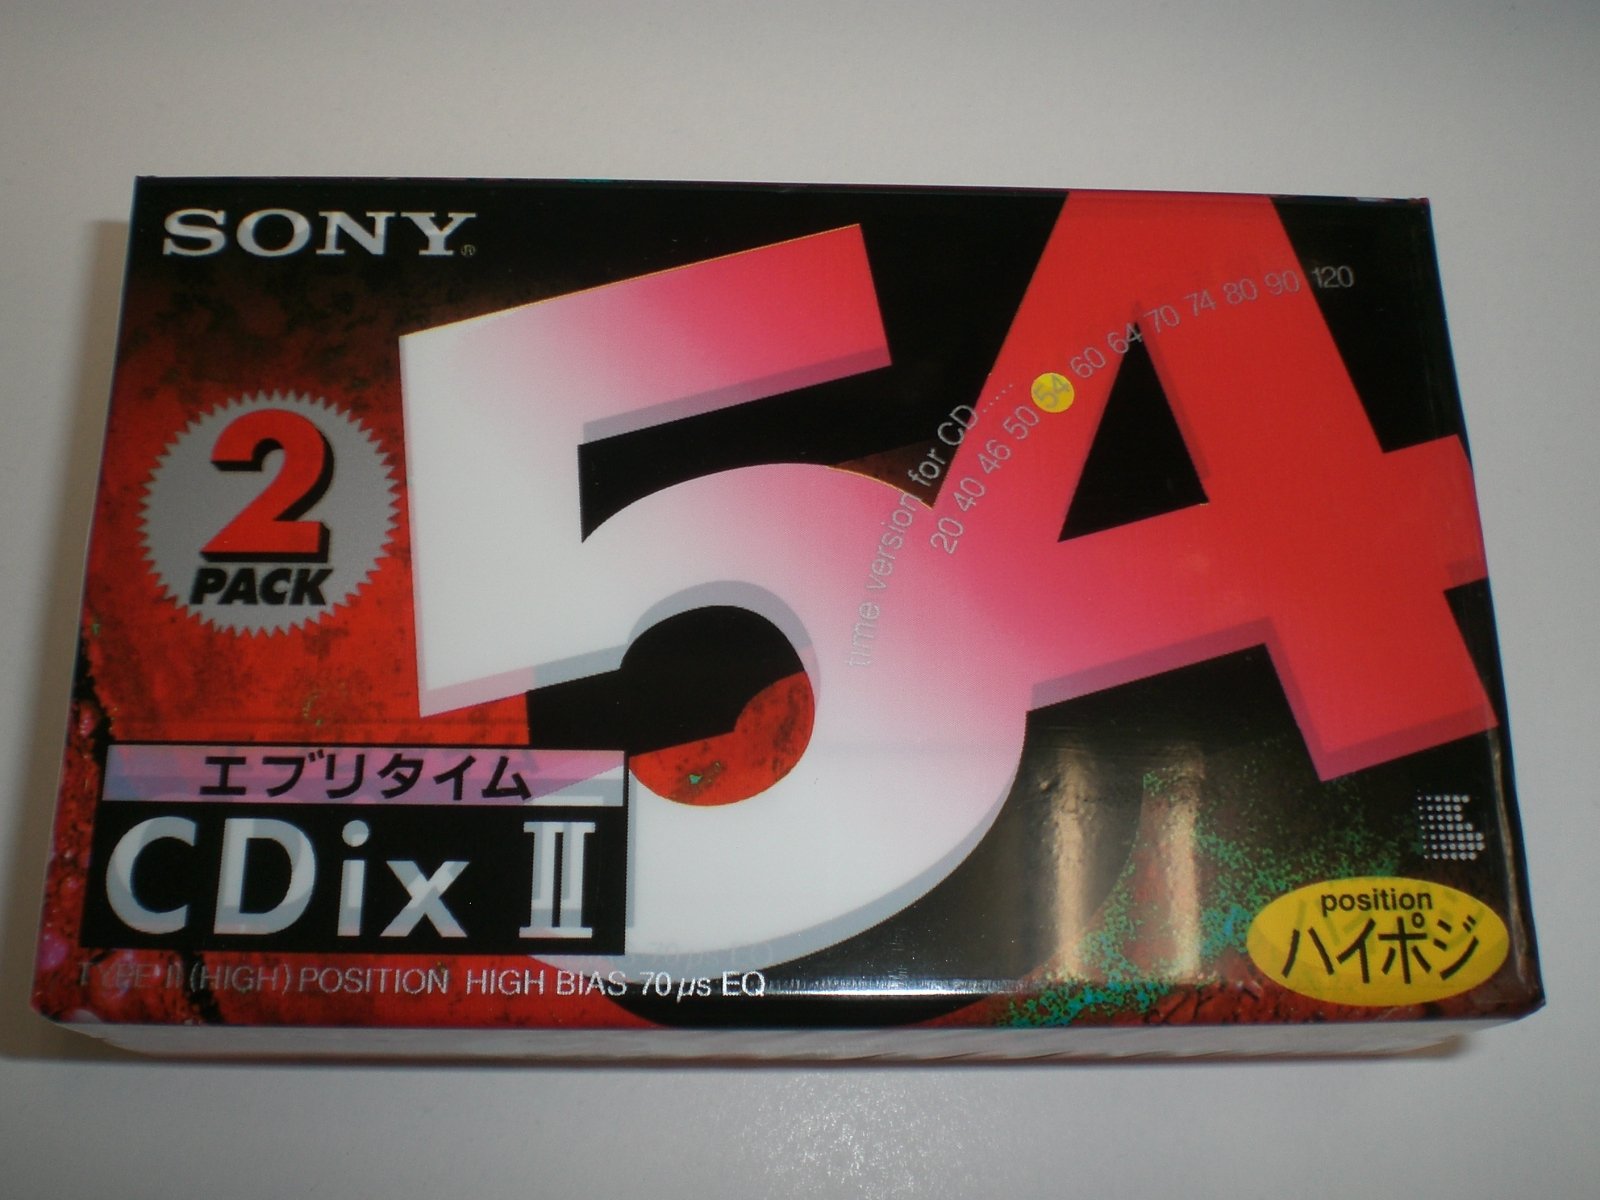 SONY®
54
2
PACK
time version for CD.....
20 40 46 50 54 60 64 70 74 80 90 120
エブリタイム
CDix II
TYPE II (HIGH) POSITION HIGH BIAS 70 μs EQ
position
ハイポジ